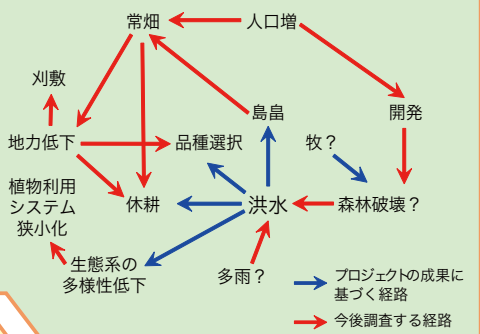 常畑
人口増
刈敷
島畠
開発
地力低下
品種選択
牧？
植物利用
システム
狭小化
休耕
洪水
森林破壊？
生態系の
多様性低下
多雨？
プロジェクトの成果に
基づく経路
今後調査する経路